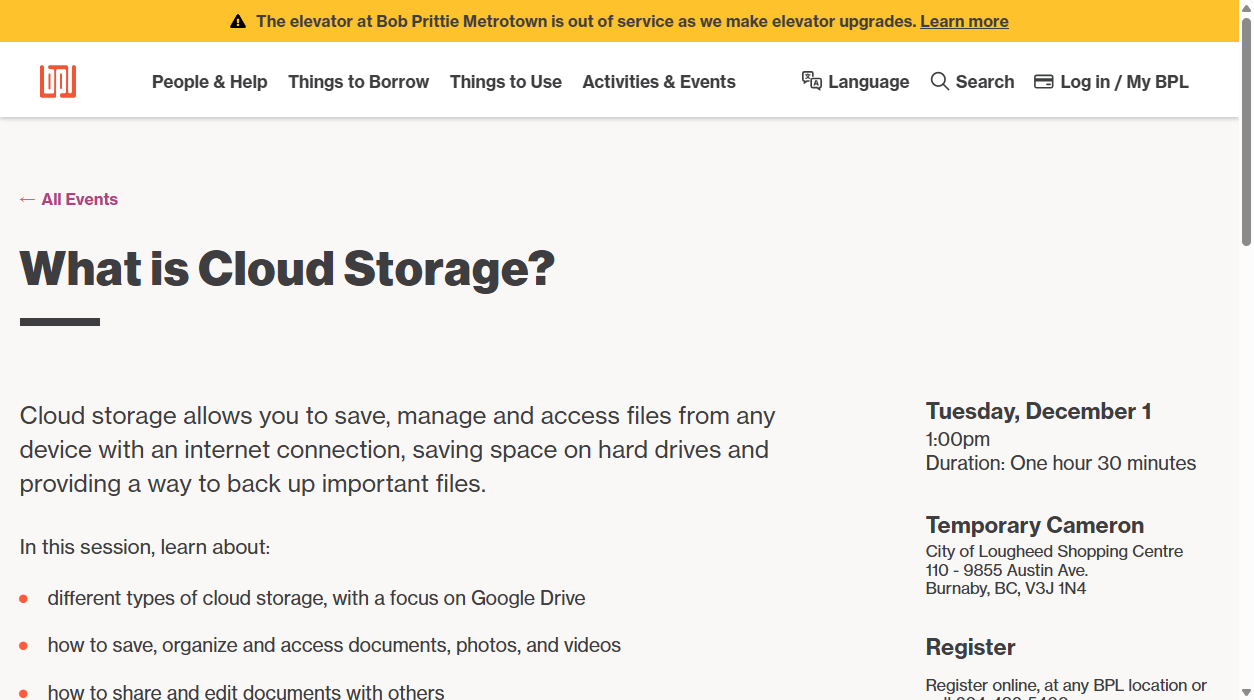 The elevator at Bob Prittie Metrotown is out of service as we make elevator upgrades. Learn more
People & Help Things to Borrow Things to Use Activities & Events Language Search Log in / My BPL
← All Events
What is Cloud Storage?
Cloud storage allows you to save, manage and access files from any
device with an internet connection, saving space on hard drives and
providing a way to back up important files.
In this session, learn about:
different types of cloud storage, with a focus on Google Drive
how to save, organize and access documents, photos, and videos
how to share and edit documents with others
Tuesday, December 1
1:00pm
Duration: One hour 30 minutes
Temporary Cameron
City of Lougheed Shopping Centre
110 - 9855 Austin Ave.
Burnaby, BC, V3J 1N4
Register
Register online, at any BPL location or